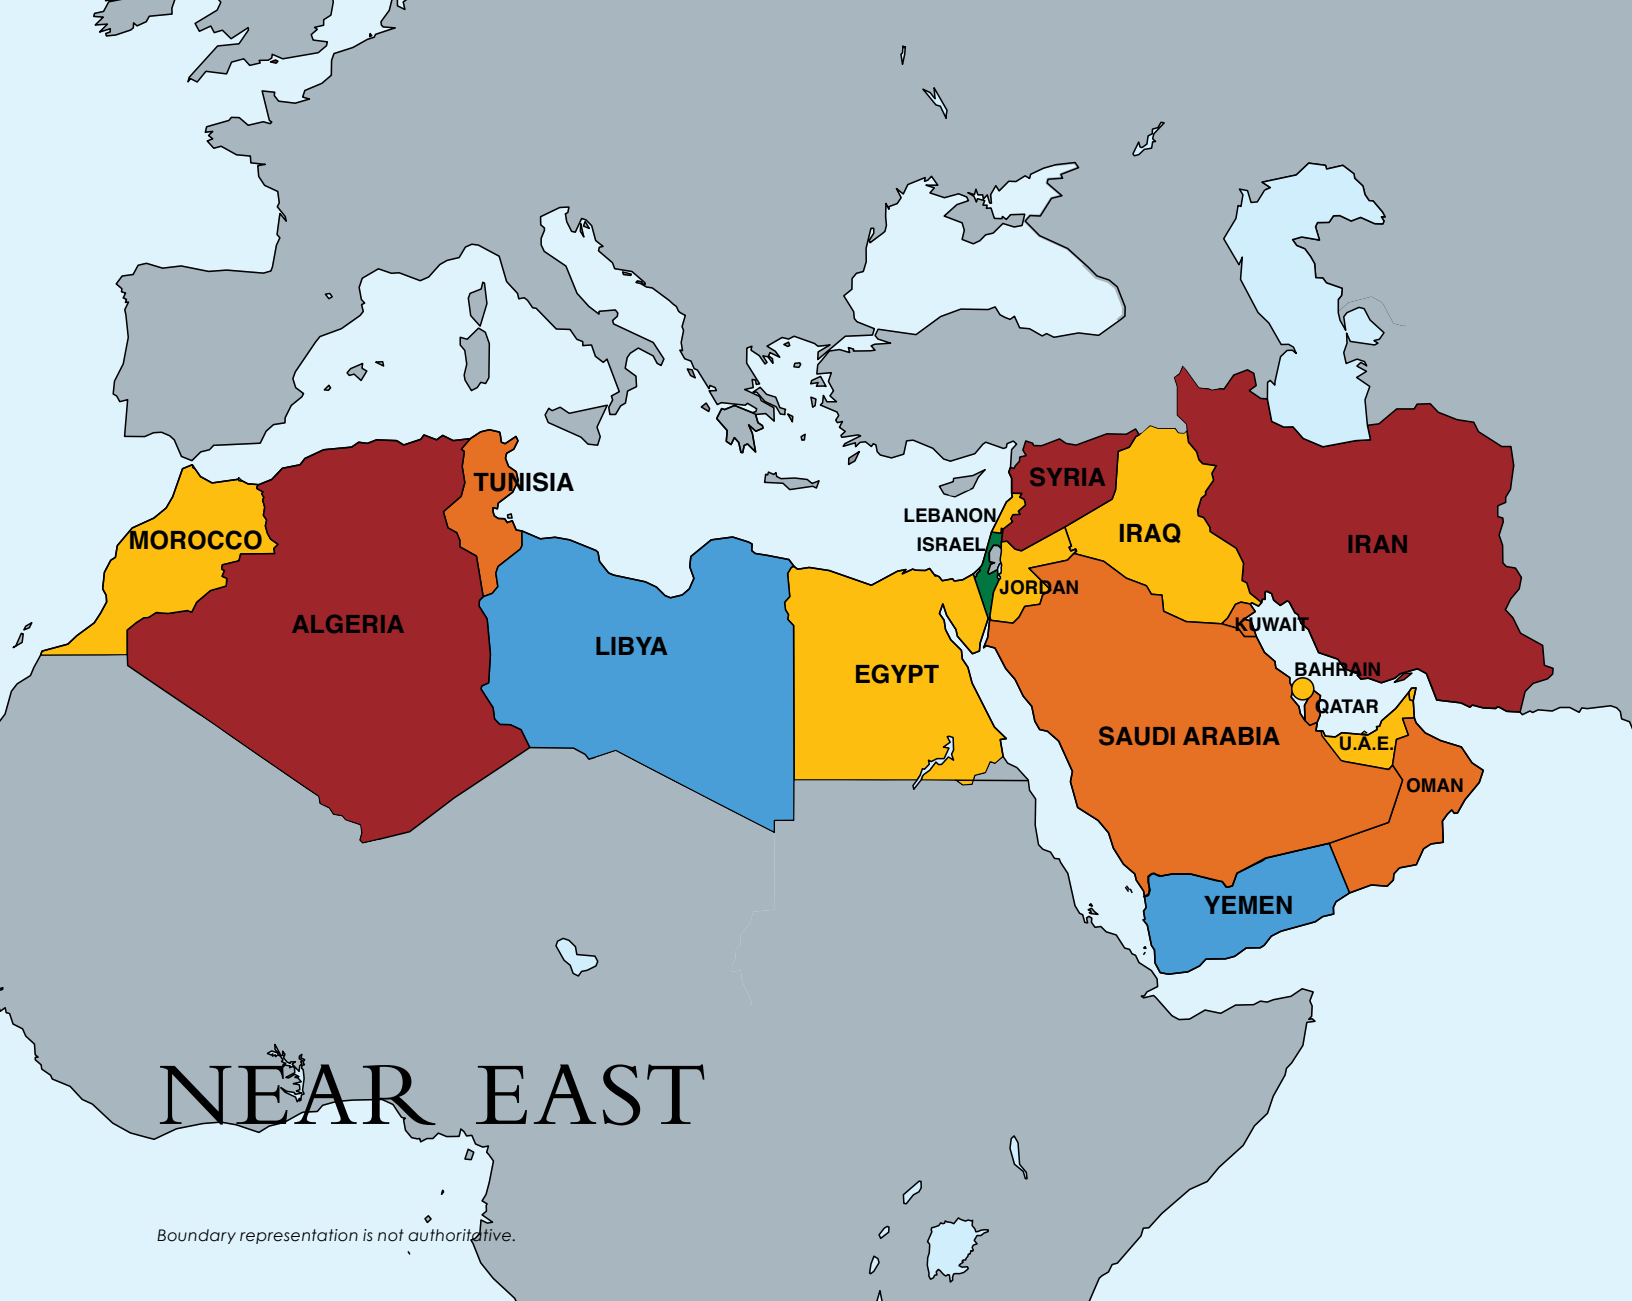 TUNISIA
SYRIA
LEBANON
MOROCCO
IRAQ
ISRAEL
IRAN
JORDAN
ALGERIA
KUWAIT
LIBYA
BAHRAIN
EGYPT
QATAR
SAUDI ARABIA
U.A.E.
OMAN
YEMEN
NEAR EAST
Boundary representation is not authoritative.